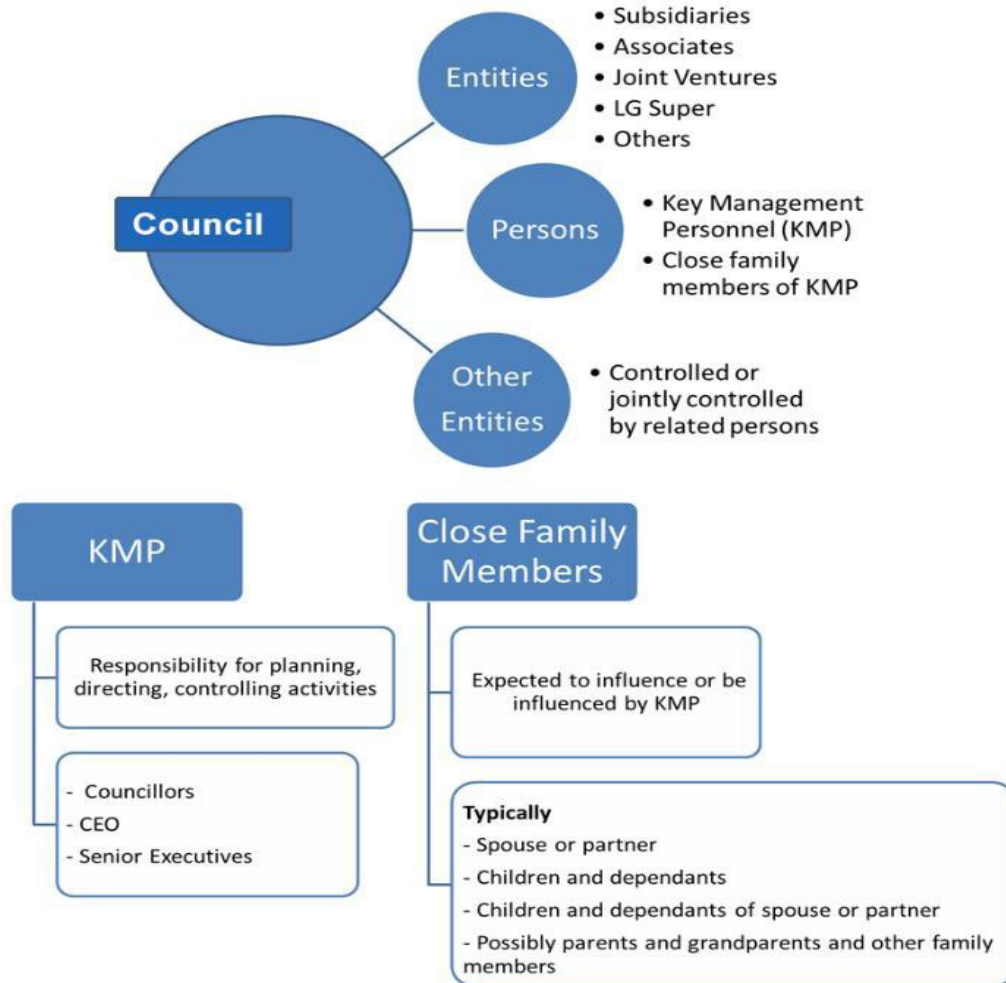 • Subsidiaries
• Associates
• Joint Ventures
• LG Super
• Others
Entities
Council
Persons
• Key Management
Personnel (KMP)
• Close family
members of KMP
Other
Entities
• Controlled or
jointly controlled
by related persons
KMP
Responsibility for planning,
directing, controlling activities
- Councillors
- CEO
- Senior Executives
Close Family
Members
Expected to influence or be
influenced by KMP
Typically
- Spouse or partner
- Children and dependants
- Children and dependants of spouse or partner
- Possibly parents and grandparents and other family
members